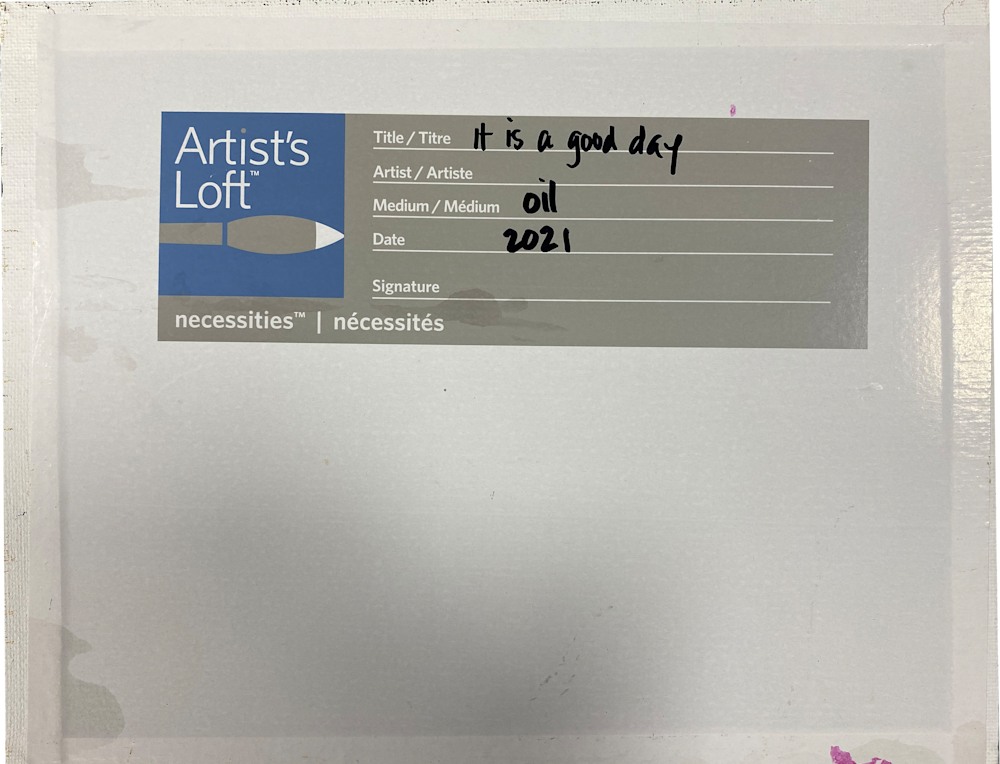 Artist's
Loft™
Title / Titre It is a good day
Artist / Artiste
Medium / Médium oil
Date 2021
Signature
necessities™ | nécessités